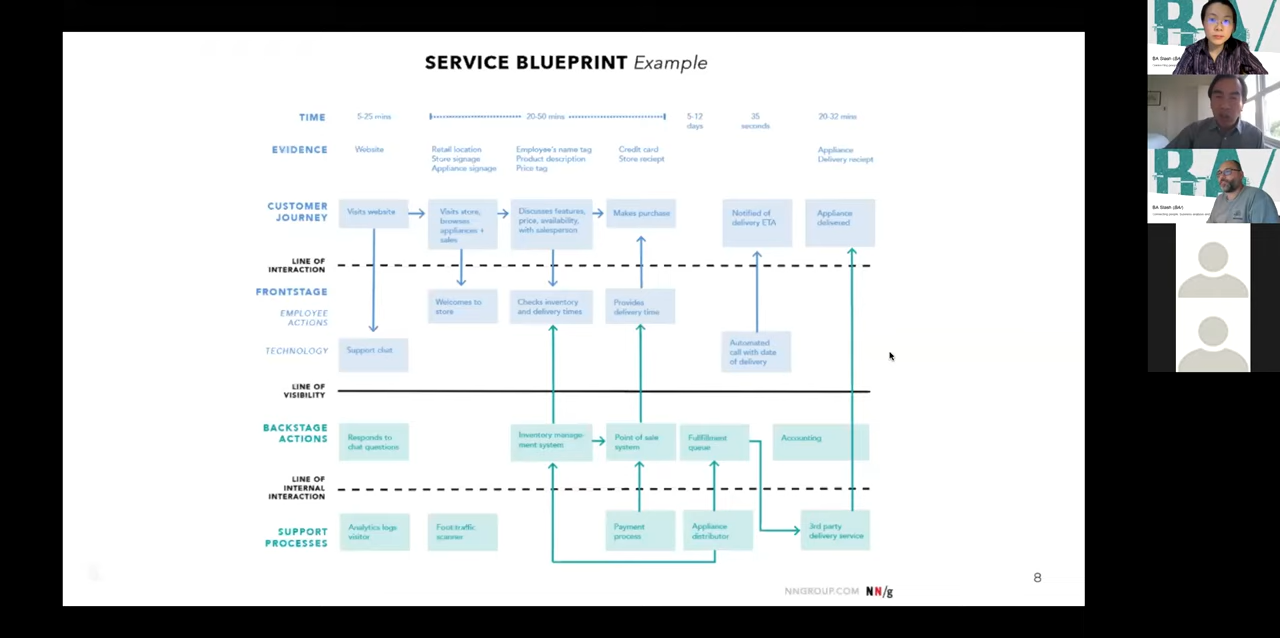 SERVICE BLUEPRINT Example
TIME
5-25 mins
20-50 mins
5-12
days
35
seconds
20-32 mins
EVIDENCE
Website
Retail location
Store signage
Appliance signage
Employee's name tag
Product description
Price tag
Credit card
Store reciept
Appliance
Delivery reciept
CUSTOMER
JOURNEY
Visits website
Visits store,
browses
appliances +
sales
Discusses features,
price, availability,
with salesperson
Makes purchase
Notified of
delivery ETA
Appliance
delivered
LINE OF
INTERACTION
FRONTSTAGE
EMPLOYEE
ACTIONS
Welcomes to
store
Checks inventory
and delivery times
Provides
delivery time
TECHNOLOGY
Support chat
Automated
call with date
of delivery
LINE OF
VISIBILITY
BACKSTAGE
ACTIONS
Responds to
chat questions
Inventory manage-
ment system
Point of sale
system
Fulfillment
queue
Accounting
LINE OF
INTERNAL
INTERACTION
SUPPORT
PROCESSES
Analytics logs
visitor
Foot traffic
scanner
Payment
process
Appliance
distributor
3rd party
delivery service
8
NNGROUP.COM NN/g